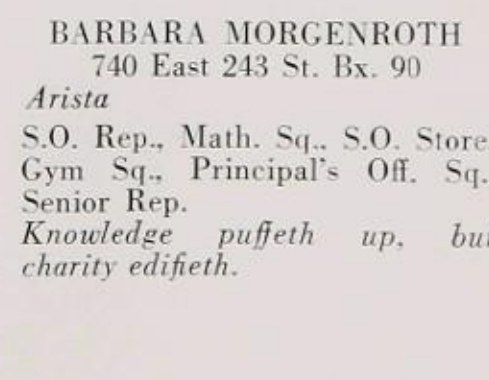 BARBARA MORGENROTH
740 East 243 St. Bx. 90
Arista
S.O. Rep., Math. Sq., S.O. Store
Gym Sq., Principal's Off. Sq.
Senior Rep.
Knowledge puffeth up, but
charity edifieth.